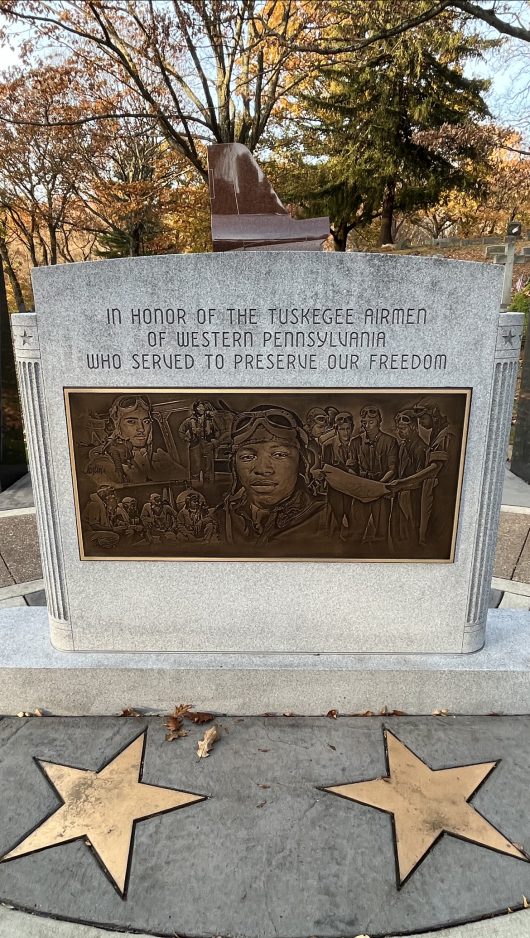 IN HONOR OF THE TUSKEGEE AIRMEN
OF WESTERN PENNSYLVANIA
WHO SERVED TO PRESERVE OUR FREEDOM